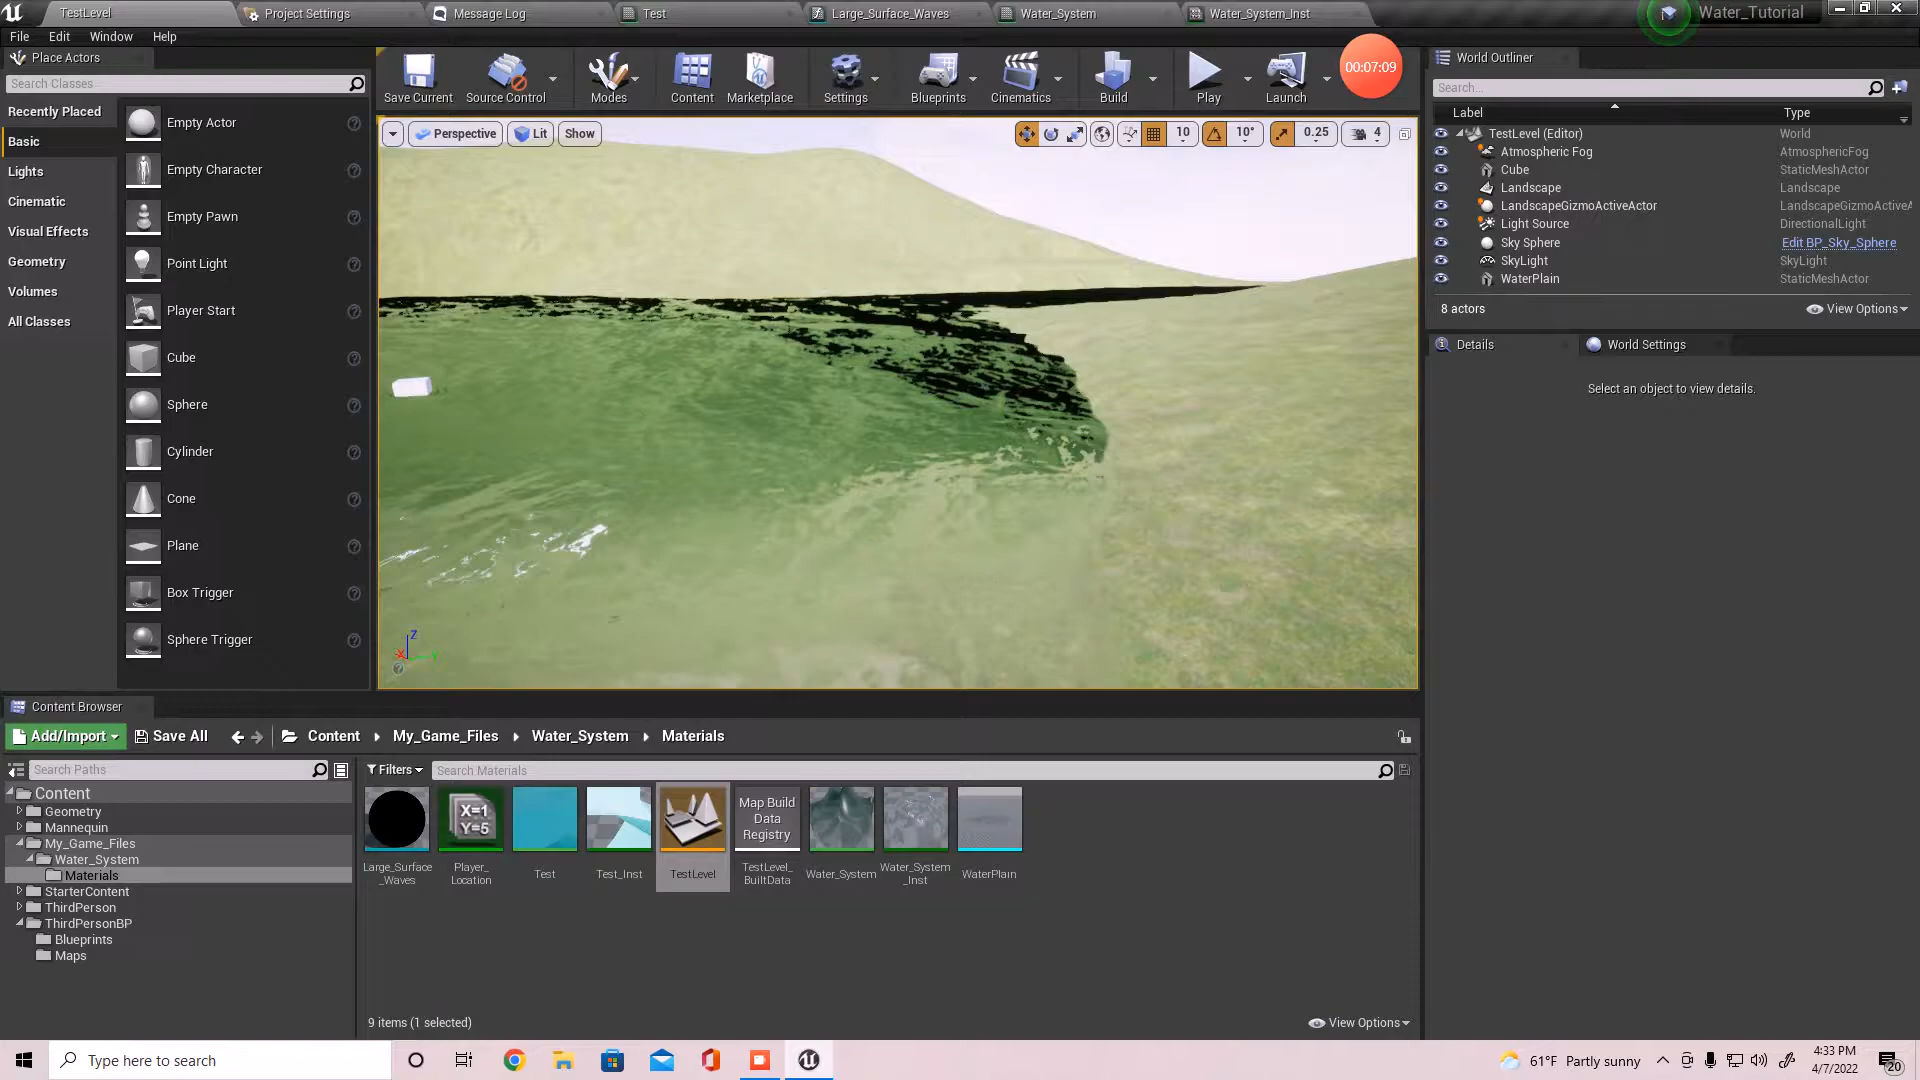 TestLevel
Project Settings
Message Log
Test
Large_Surface_Waves
Water_System
Water_System_Inst
Water_Tutorial
File Edit Window Help
Place Actors
Search Classes
Recently Placed
Basic
Lights
Cinematic
Visual Effects
Geometry
Volumes
All Classes
Empty Actor
Empty Character
Empty Pawn
Point Light
Player Start
Cube
Sphere
Cylinder
Cone
Plane
Box Trigger
Sphere Trigger
Save Current
Source Control
Modes
Content
Marketplace
Settings
Blueprints
Cinematics
Build
Play
Launch
00:07:09
Perspective
Lit
Show
10
10°
0.25
4
Z
X
Y
World Outliner
Search...
Label Type
TestLevel (Editor) World
Atmospheric Fog AtmosphericFog
Cube StaticMeshActor
Landscape Landscape
LandscapeGizmoActiveActor LandscapeGizmoActiveA
Light Source DirectionalLight
Sky Sphere Edit BP_Sky_Sphere
SkyLight SkyLight
WaterPlain StaticMeshActor
8 actors
View Options
Details
World Settings
Select an object to view details.
Content Browser
Add/Import
Save All
Content
My_Game_Files
Water_System
Materials
Search Paths
Content
Geometry
Mannequin
My_Game_Files
Water_System
Materials
StarterContent
ThirdPerson
ThirdPersonBP
Blueprints
Maps
Filters
Search Materials
Large_Surface
_Waves
X=1
Y=5
Player_
Location
Test
Test_Inst
TestLevel
Map Build
Data
Registry
TestLevel_
BuiltData
Water_System
Water_System
_Inst
WaterPlain
9 items (1 selected)
View Options
Type here to search
61°F Partly sunny
4:33 PM
4/7/2022
20